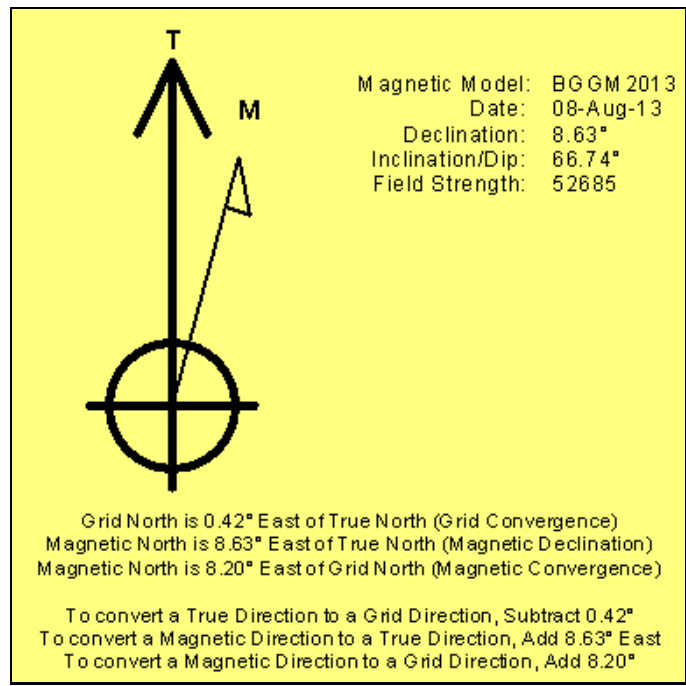 T
M
Magnetic Model: BGGM 2013
Date: 08-Aug-13
Declination: 8.63°
Inclination/Dip: 66.74°
Field Strength: 52685
Grid North is 0.42° East of True North (Grid Convergence)
Magnetic North is 8.63° East of True North (Magnetic Declination)
Magnetic North is 8.20° East of Grid North (Magnetic Convergence)
To convert a True Direction to a Grid Direction, Subtract 0.42°
To convert a Magnetic Direction to a True Direction, Add 8.63° East
To convert a Magnetic Direction to a Grid Direction, Add 8.20°